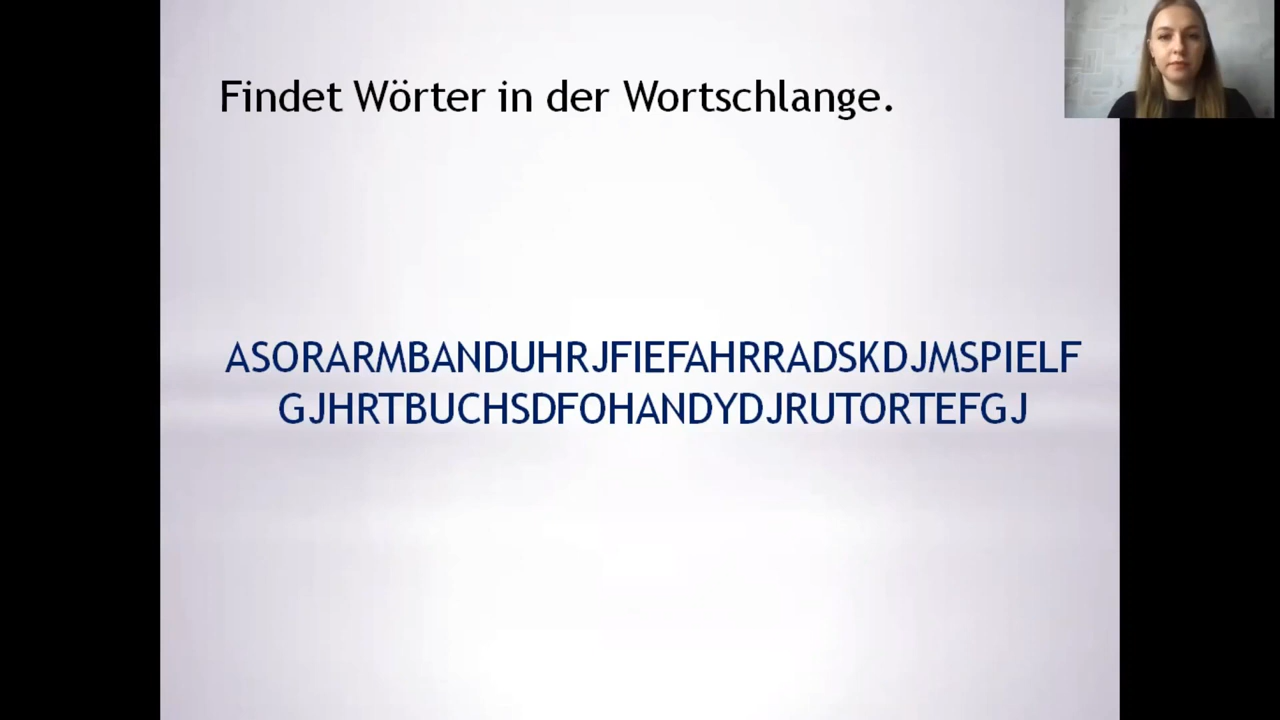 Findet Wörter in der Wortschlange.
ASORARMBANDUHRJFIEFAHRRADSKDJMSPIELF
GJHRTBUCHSDFOHANDYDJRUTORTEFGJ